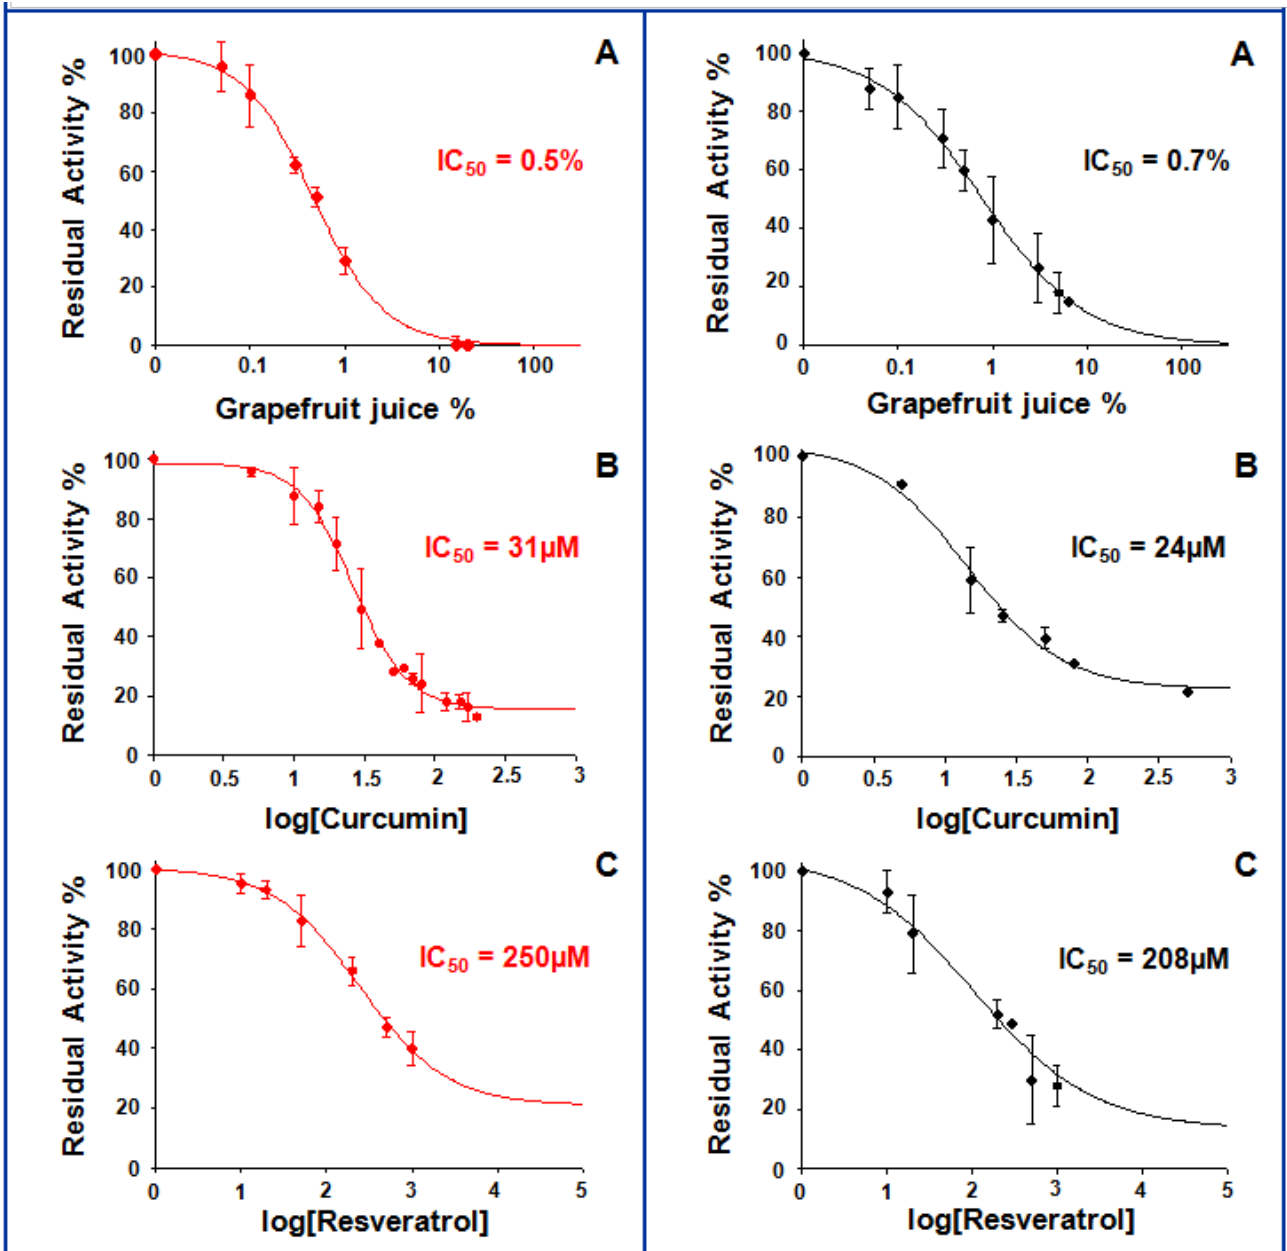 A
Residual Activity %
100
80
60
40
20
0
IC50 = 0.5%
0 0.1 1 10 100
Grapefruit juice %
B
Residual Activity %
100
80
60
40
20
0
IC50 = 31µM
0 0.5 1 1.5 2 2.5 3
log[Curcumin]
C
Residual Activity %
100
80
60
40
20
0
IC50 = 250µM
0 1 2 3 4 5
log[Resveratrol]
A
Residual Activity %
100
80
60
40
20
0
IC50 = 0.7%
0 0.1 1 10 100
Grapefruit juice %
B
Residual Activity %
100
80
60
40
20
0
IC50 = 24µM
0 0.5 1 1.5 2 2.5 3
log[Curcumin]
C
Residual Activity %
100
80
60
40
20
0
IC50 = 208µM
0 1 2 3 4 5
log[Resveratrol]